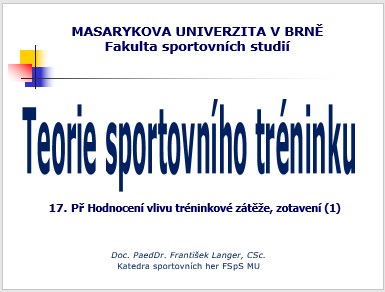 MASARYKOVA UNIVERZITA V BRNĚ
Fakulta sportovních studií
Teorie sportovního tréninku
17. Př Hodnocení vlivu tréninkové zátěže, zotavení (1)
Doc. PaedDr. František Langer, CSc.
Katedra sportovních her FSpS MU